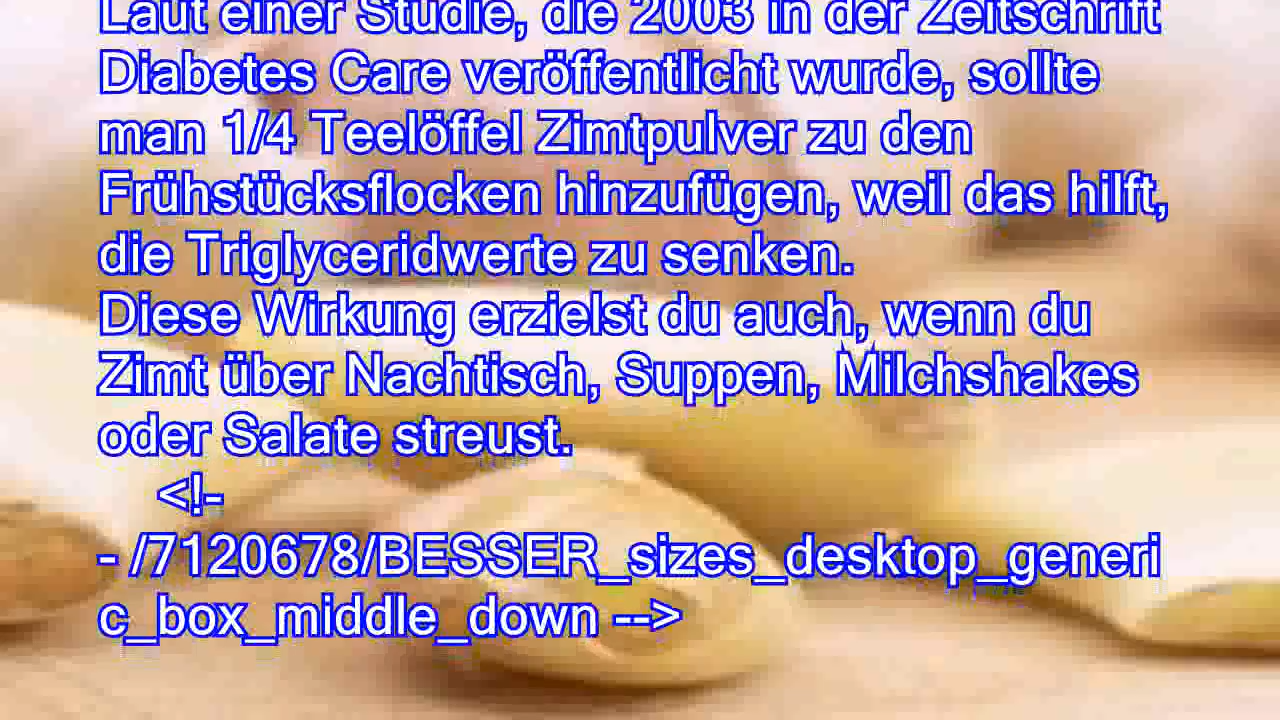 Laut einer Studie, die 2003 in der Zeitschrift
Diabetes Care veröffentlicht wurde, sollte
man 1/4 Teelöffel Zimtpulver zu den
Frühstücksflocken hinzufügen, weil das hilft,
die Triglyceridwerte zu senken.
Diese Wirkung erzielst du auch, wenn du
Zimt über Nachtisch, Suppen, Milchshakes
oder Salate streust.
<!-
- /7120678/BESSER_sizes_desktop_generi
c_box_middle_down -->